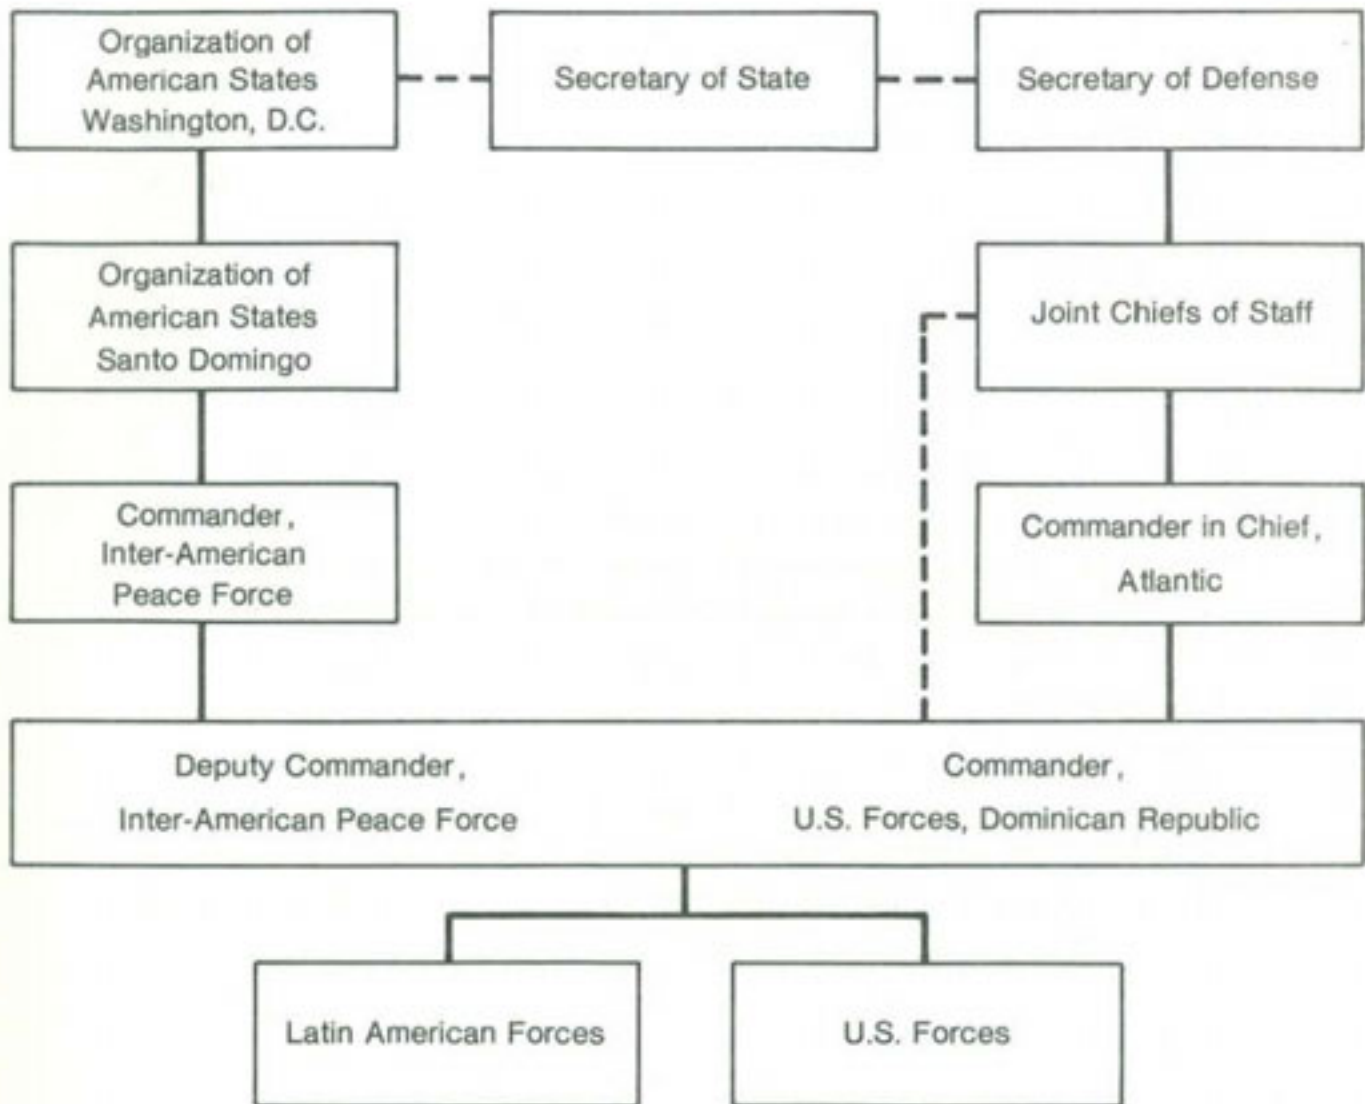 Organization of
American States
Washington, D.C.
Secretary of State
Secretary of Defense
Organization of
American States
Santo Domingo
Joint Chiefs of Staff
Commander,
Inter-American
Peace Force
Commander in Chief,
Atlantic
Deputy Commander,
Inter-American Peace Force
Commander,
U.S. Forces, Dominican Republic
Latin American Forces
U.S. Forces